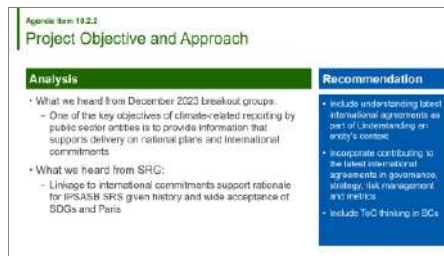 Agenda Item 10.2.2
Project Objective and Approach
Analysis
• What we heard from December 2023 breakout groups:
– One of the key objectives of climate-related reporting by
public sector entities is to provide information that
supports delivery on national plans and international
commitments
• What we heard from SRG:
– Linkage to international commitments support rationale
for IPSASB SRS given history and wide acceptance of
SDGs and Paris
Recommendation
• Include understanding latest
international agreements as
part of Understanding an
entity's context
• Incorporate contributing to
the latest international
agreements in governance,
strategy, risk management
and metrics
• Include ToC thinking in BCs